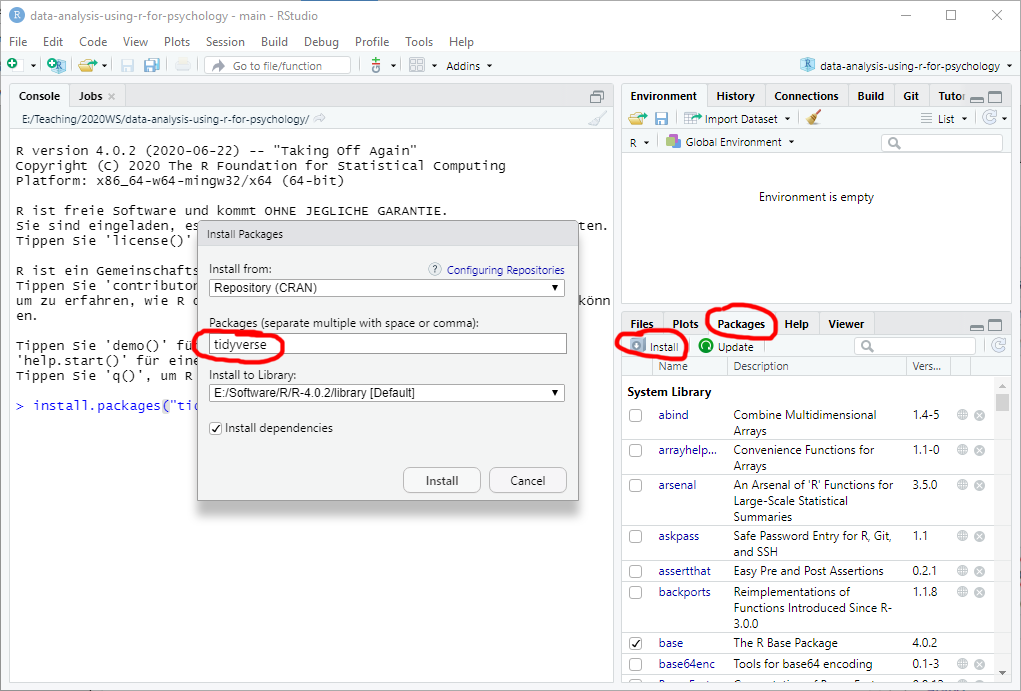 data-analysis-using-r-for-psychology - main - RStudio
File Edit Code View Plots Session Build Debug Profile Tools Help
Go to file/function Addins data-analysis-using-r-for-psychology
Console Jobs
E:/Teaching/2020WS/data-analysis-using-r-for-psychology/
R version 4.0.2 (2020-06-22) -- "Taking Off Again"
Copyright (C) 2020 The R Foundation for Statistical Computing
Platform: x86_64-w64-mingw32/x64 (64-bit)
R ist freie Software und kommt OHNE JEGLICHE GARANTIE.
Sie sind eingeladen, es ten.
Tippen Sie 'license()'
R ist ein Gemeinschafts
Tippen Sie 'contributor
um zu erfahren, wie R könn
en.
Tippen Sie 'demo()' für
'help.start()' für eine
Tippen Sie 'q()', um R
> install.packages("tid
Install Packages
Install from:
Configuring Repositories
Repository (CRAN)
Packages (separate multiple with space or comma):
tidyverse
Install to Library:
E:/Software/R/R-4.0.2/library [Default]
Install dependencies
Install Cancel
Environment History Connections Build Git Tutor
Import Dataset List
R Global Environment
Environment is empty
Files Plots Packages Help Viewer
Install Update
Name Description Vers...
System Library
abind Combine Multidimensional Arrays 1.4-5
arrayhelp... Convenience Functions for Arrays 1.1-0
arsenal An Arsenal of 'R' Functions for Large-Scale Statistical Summaries 3.5.0
askpass Safe Password Entry for R, Git, and SSH 1.1
assertthat Easy Pre and Post Assertions 0.2.1
backports Reimplementations of Functions Introduced Since R-3.0.0 1.1.8
base The R Base Package 4.0.2
base64enc Tools for base64 encoding 0.1-3